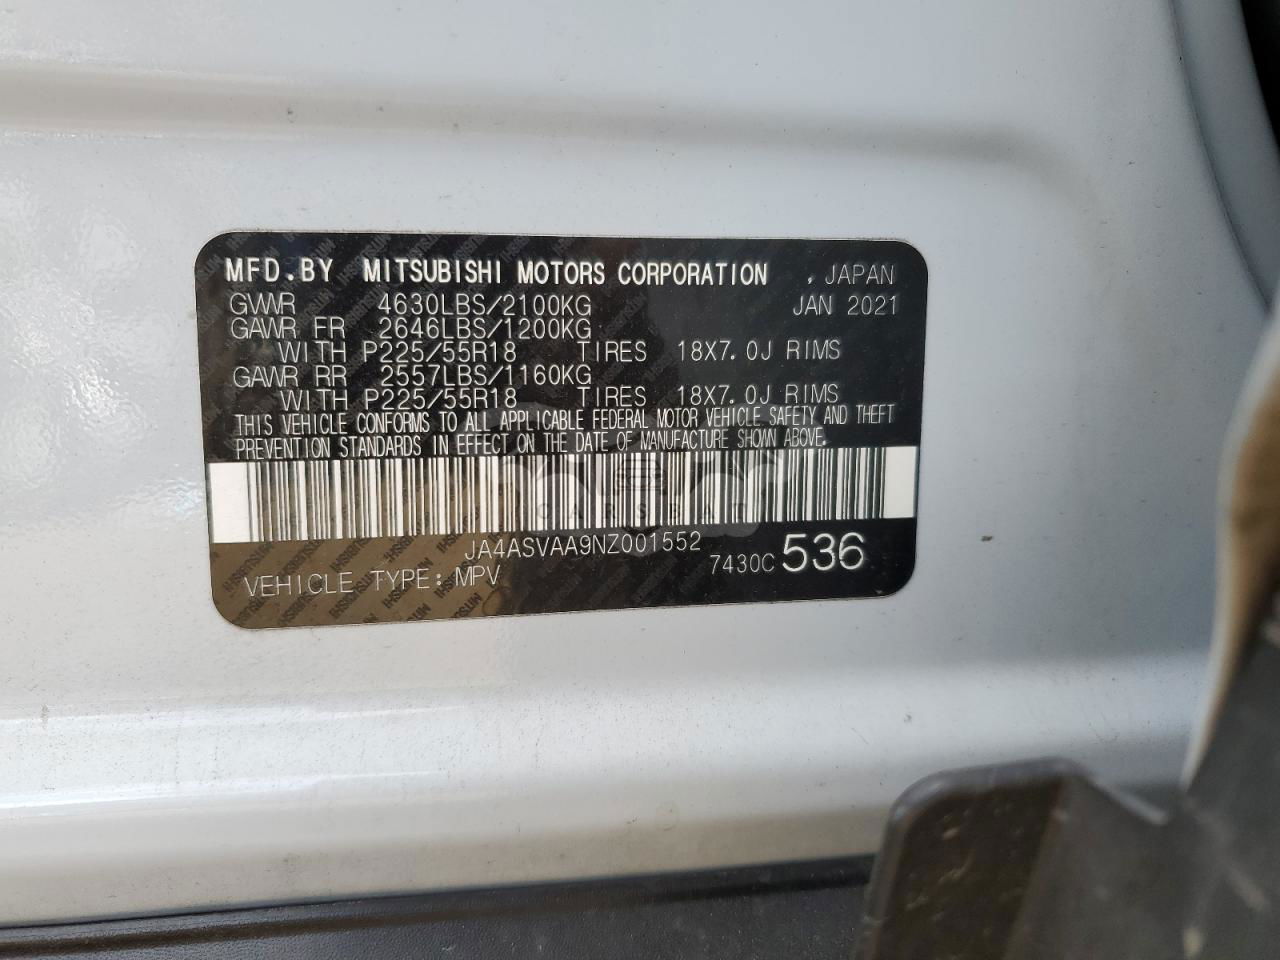 MFD.BY MITSUBISHI MOTORS CORPORATION , JAPAN
GVWR 4630LBS/2100KG JAN 2021
GAWR FR 2646LBS/1200KG
WITH P225/55R18 TIRES 18X7.0J RIMS
GAWR RR 2557LBS/1160KG
WITH P225/55R18 TIRES 18X7.0J RIMS
THIS VEHICLE CONFORMS TO ALL APPLICABLE FEDERAL MOTOR VEHICLE SAFETY AND THEFT
PREVENTION STANDARDS IN EFFECT ON THE DATE OF MANUFACTURE SHOWN ABOVE.
JA4ASVAA9NZ001552
VEHICLE TYPE: MPV 7430C 536